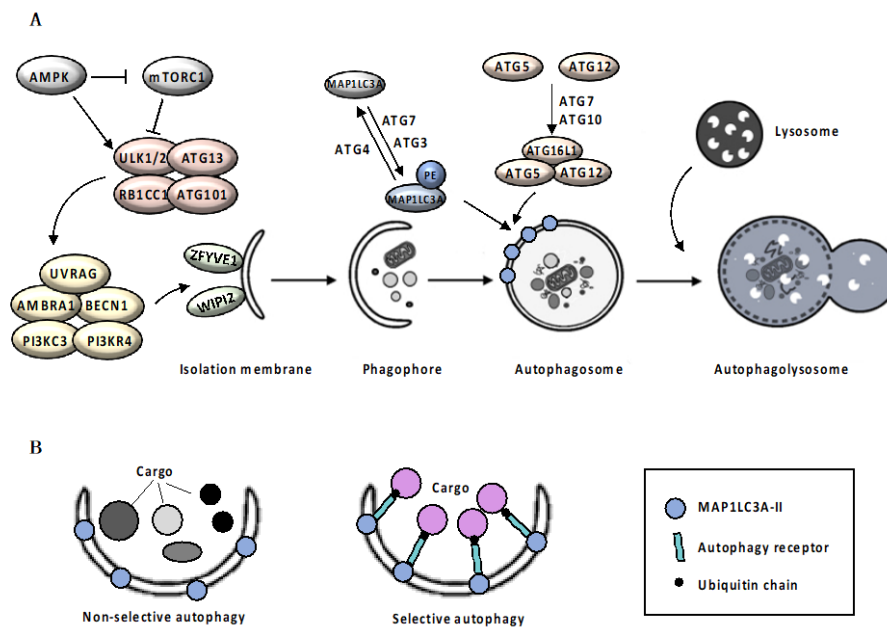 A
AMPK
mTORC1
ULK1/2
ATG13
RB1CC1
ATG101
UVRAG
AMBRA1
BECN1
PI3KC3
PI3KR4
ZFYVE1
WIPI2
Isolation membrane
MAP1LC3A
ATG7
ATG3
ATG4
PE
MAP1LC3A
Phagophore
ATG5
ATG12
ATG7
ATG10
ATG16L1
ATG5
ATG12
Autophagosome
Lysosome
Autophagolysosome
B
Cargo
Non-selective autophagy
Cargo
Selective autophagy
MAP1LC3A-II
Autophagy receptor
Ubiquitin chain